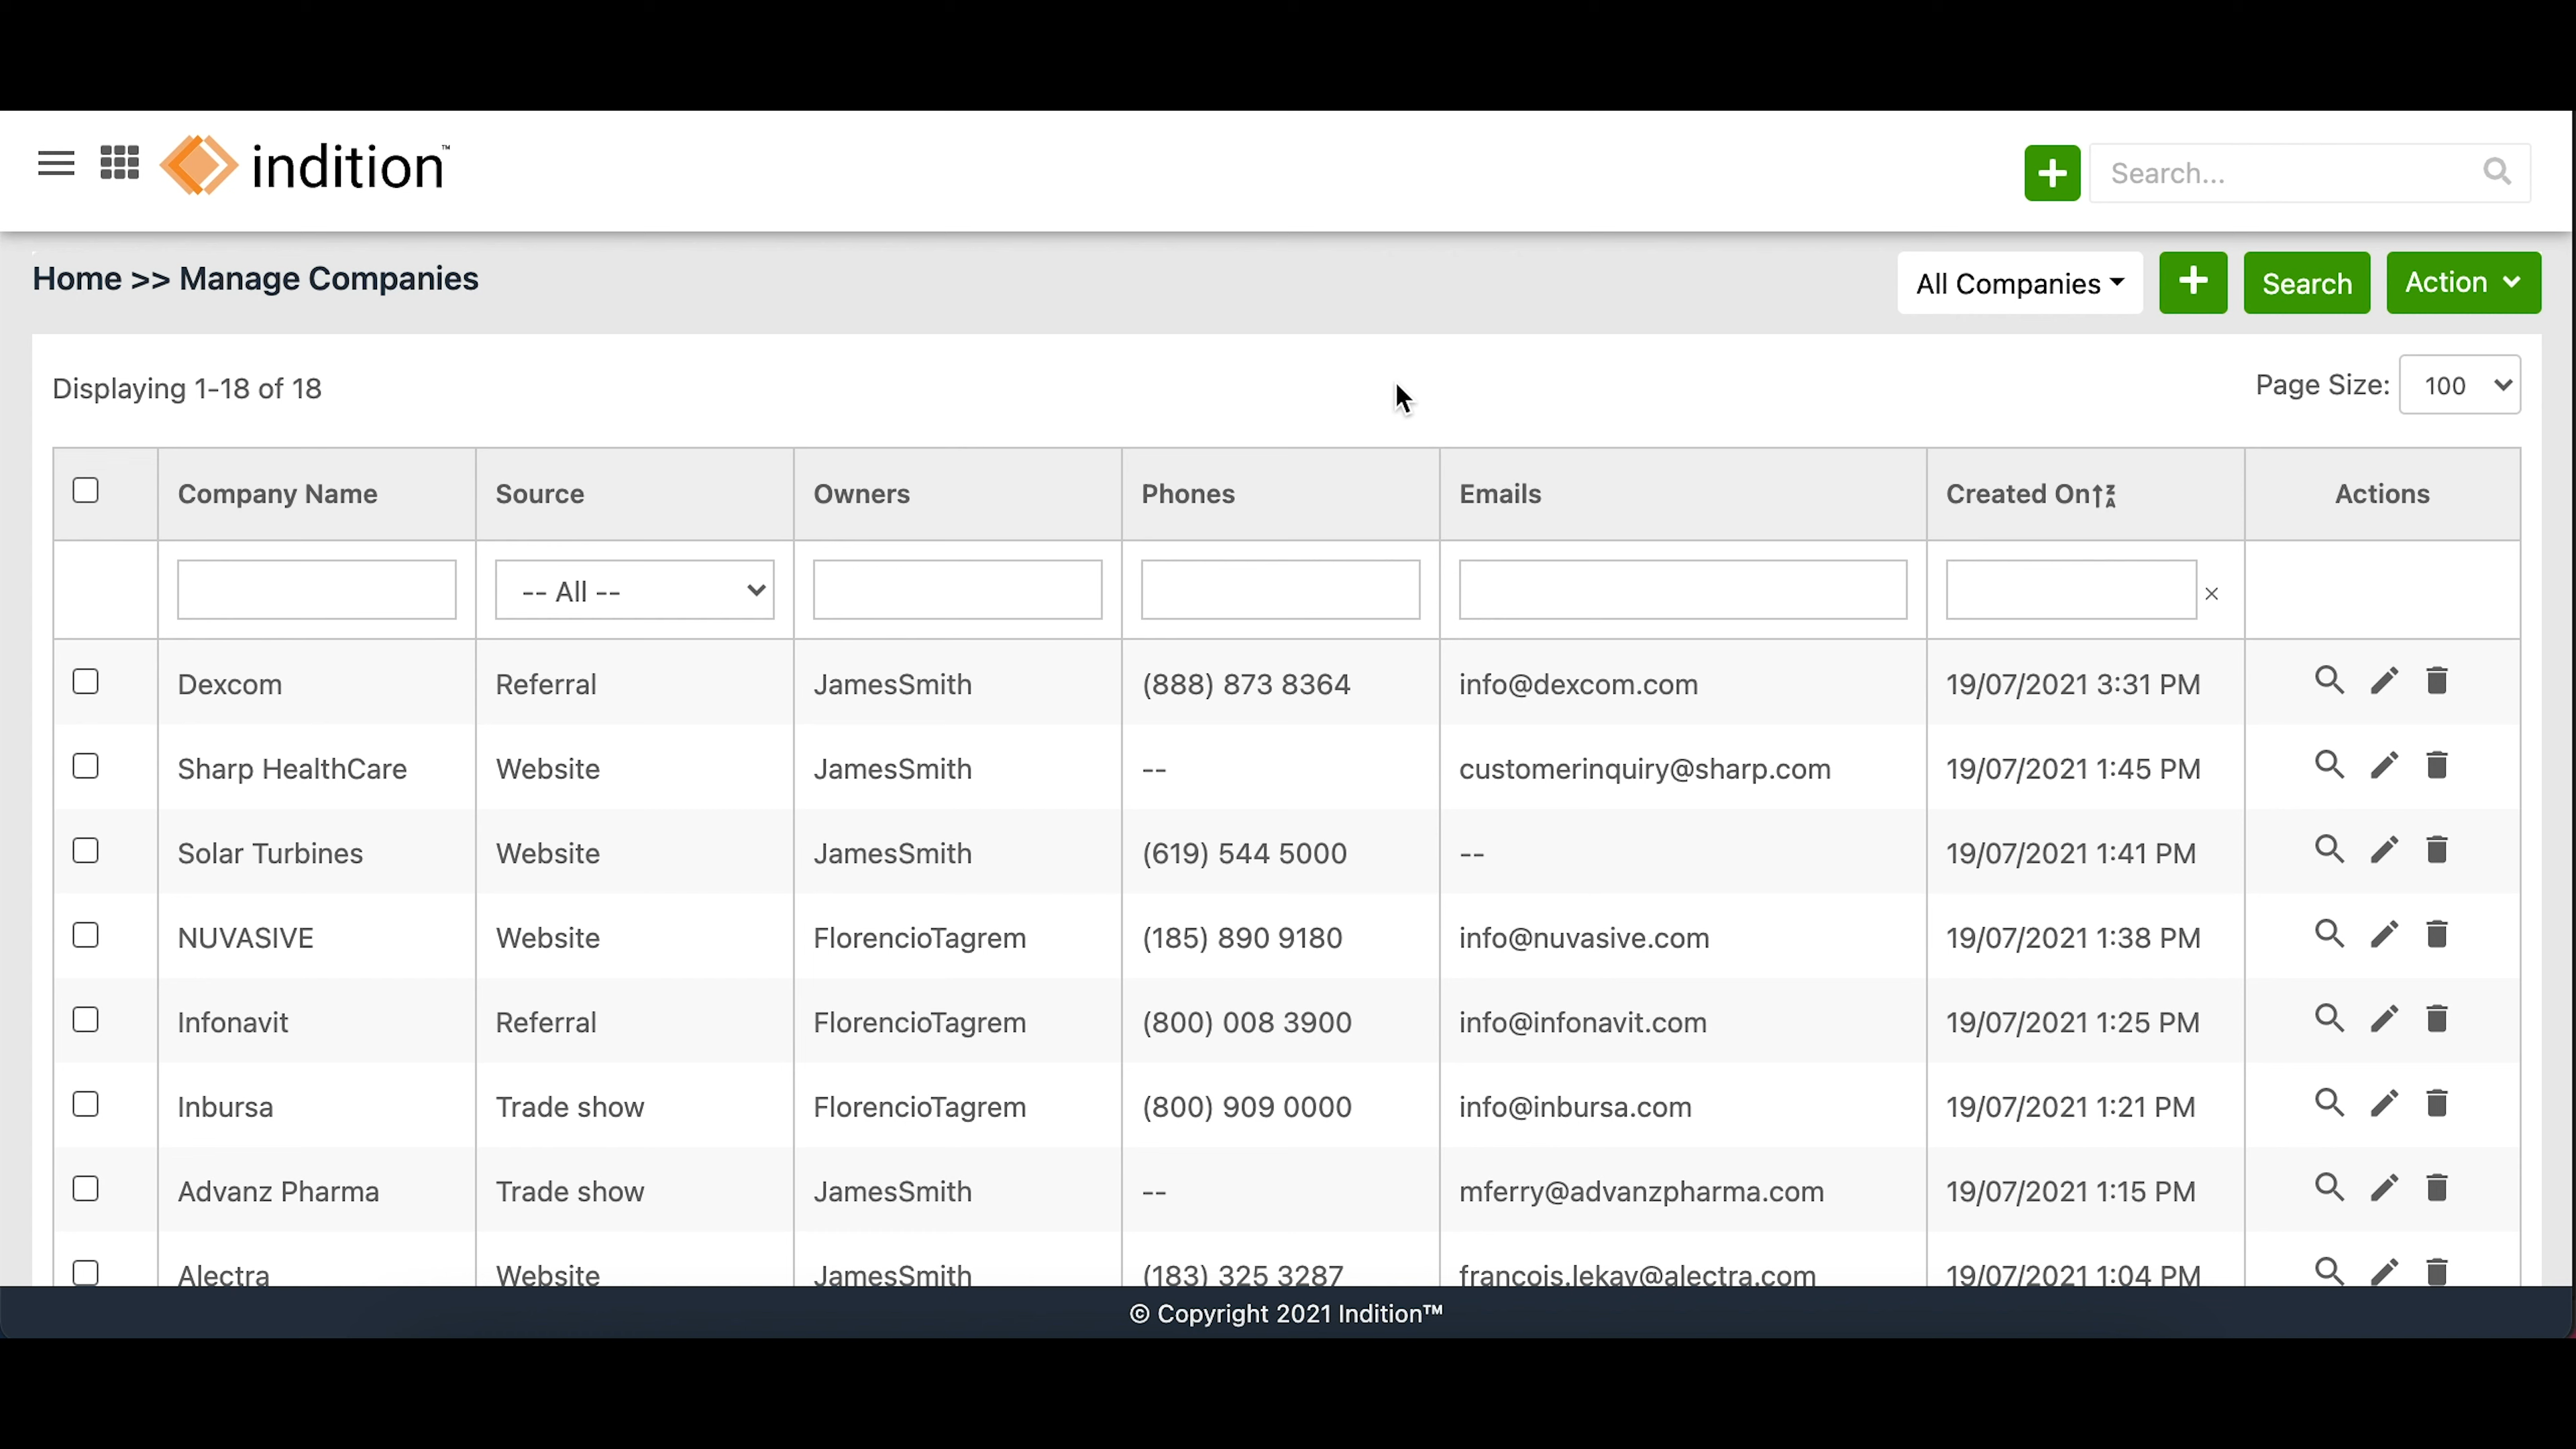 indition™
Search...
Home >> Manage Companies
All Companies
Search
Action
Displaying 1-18 of 18
Page Size: 100
Company Name Source Owners Phones Emails Created On Actions
-- All -- ×
Dexcom Referral JamesSmith (888) 873 8364 info@dexcom.com 19/07/2021 3:31 PM
Sharp HealthCare Website JamesSmith -- customerinquiry@sharp.com 19/07/2021 1:45 PM
Solar Turbines Website JamesSmith (619) 544 5000 -- 19/07/2021 1:41 PM
NUVASIVE Website FlorencioTagrem (185) 890 9180 info@nuvasive.com 19/07/2021 1:38 PM
Infonavit Referral FlorencioTagrem (800) 008 3900 info@infonavit.com 19/07/2021 1:25 PM
Inbursa Trade show FlorencioTagrem (800) 909 0000 info@inbursa.com 19/07/2021 1:21 PM
Advanz Pharma Trade show JamesSmith -- mferry@advanzpharma.com 19/07/2021 1:15 PM
Alectra Website JamesSmith (183) 325 3287 francois.lekav@alectra.com 19/07/2021 1:04 PM
© Copyright 2021 Indition™